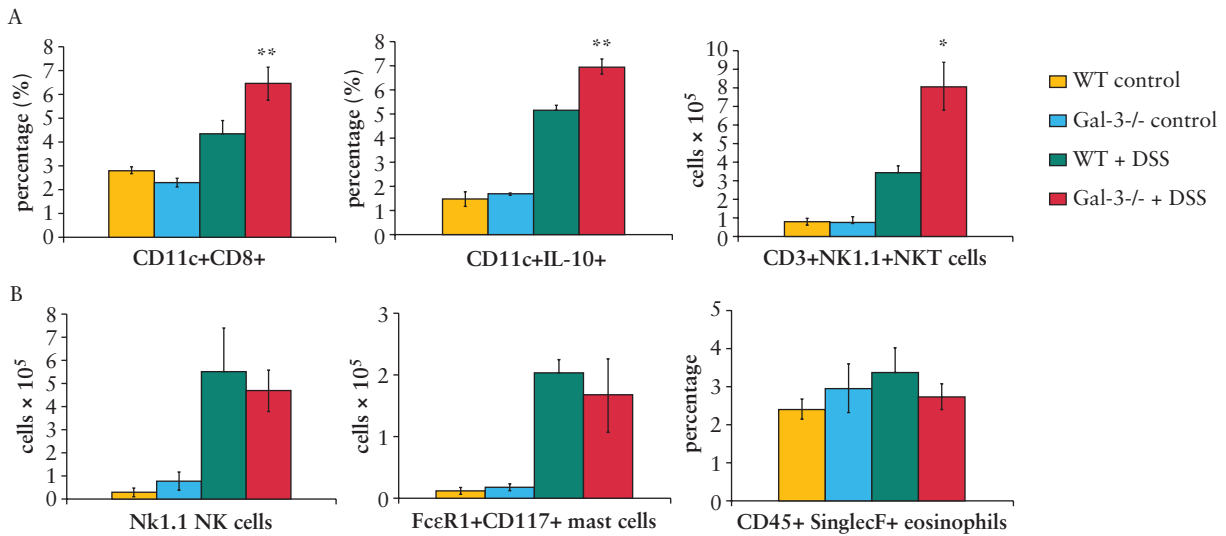 A
8
7
6
5
4
3
2
1
0
percentage (%)
**
CD11c+CD8+
8
7
6
5
4
3
2
1
0
percentage (%)
**
CD11c+IL-10+
10
8
6
4
2
1
0
cells × 10⁵
*
CD3+NK1.1+NKT cells
WT control
Gal-3-/- control
WT + DSS
Gal-3-/- + DSS
B
8
7
6
5
4
3
2
1
0
cells × 10⁵
Nk1.1 NK cells
3
2
1
0
cells × 10⁵
FcεR1+CD117+ mast cells
5
4
3
2
1
0
percentage
CD45+ SinglecF+ eosinophils